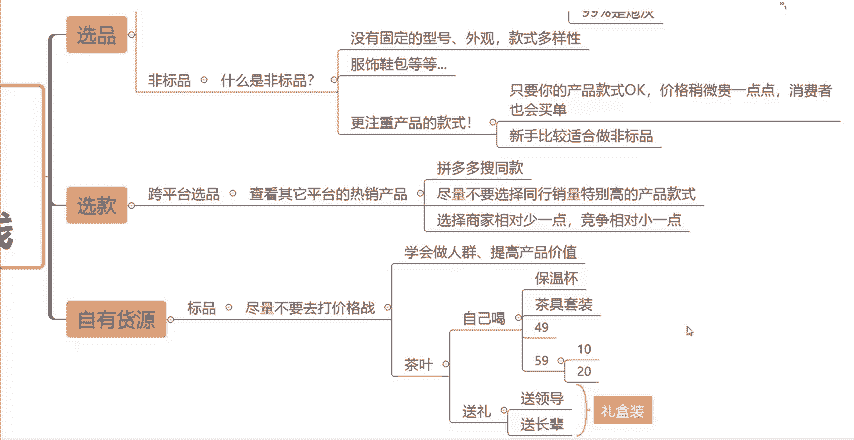 99%是炮灰
选品
没有固定的型号、外观，款式多样性
非标品
什么是非标品？
服饰鞋包等等...
更注重产品的款式！
只要你的产品款式OK，价格稍微贵一点点，消费者
也会买单
新手比较适合做非标品
选款
跨平台选品
查看其它平台的热销产品
拼多多搜同款
尽量不要选择同行销量特别高的产品款式
选择商家相对少一点，竞争相对小一点
自有货源
标品
尽量不要去打价格战
学会做人群、提高产品价值
茶叶
自己喝
保温杯
茶具套装
49
59
10
20
送礼
送领导
送长辈
礼盒装